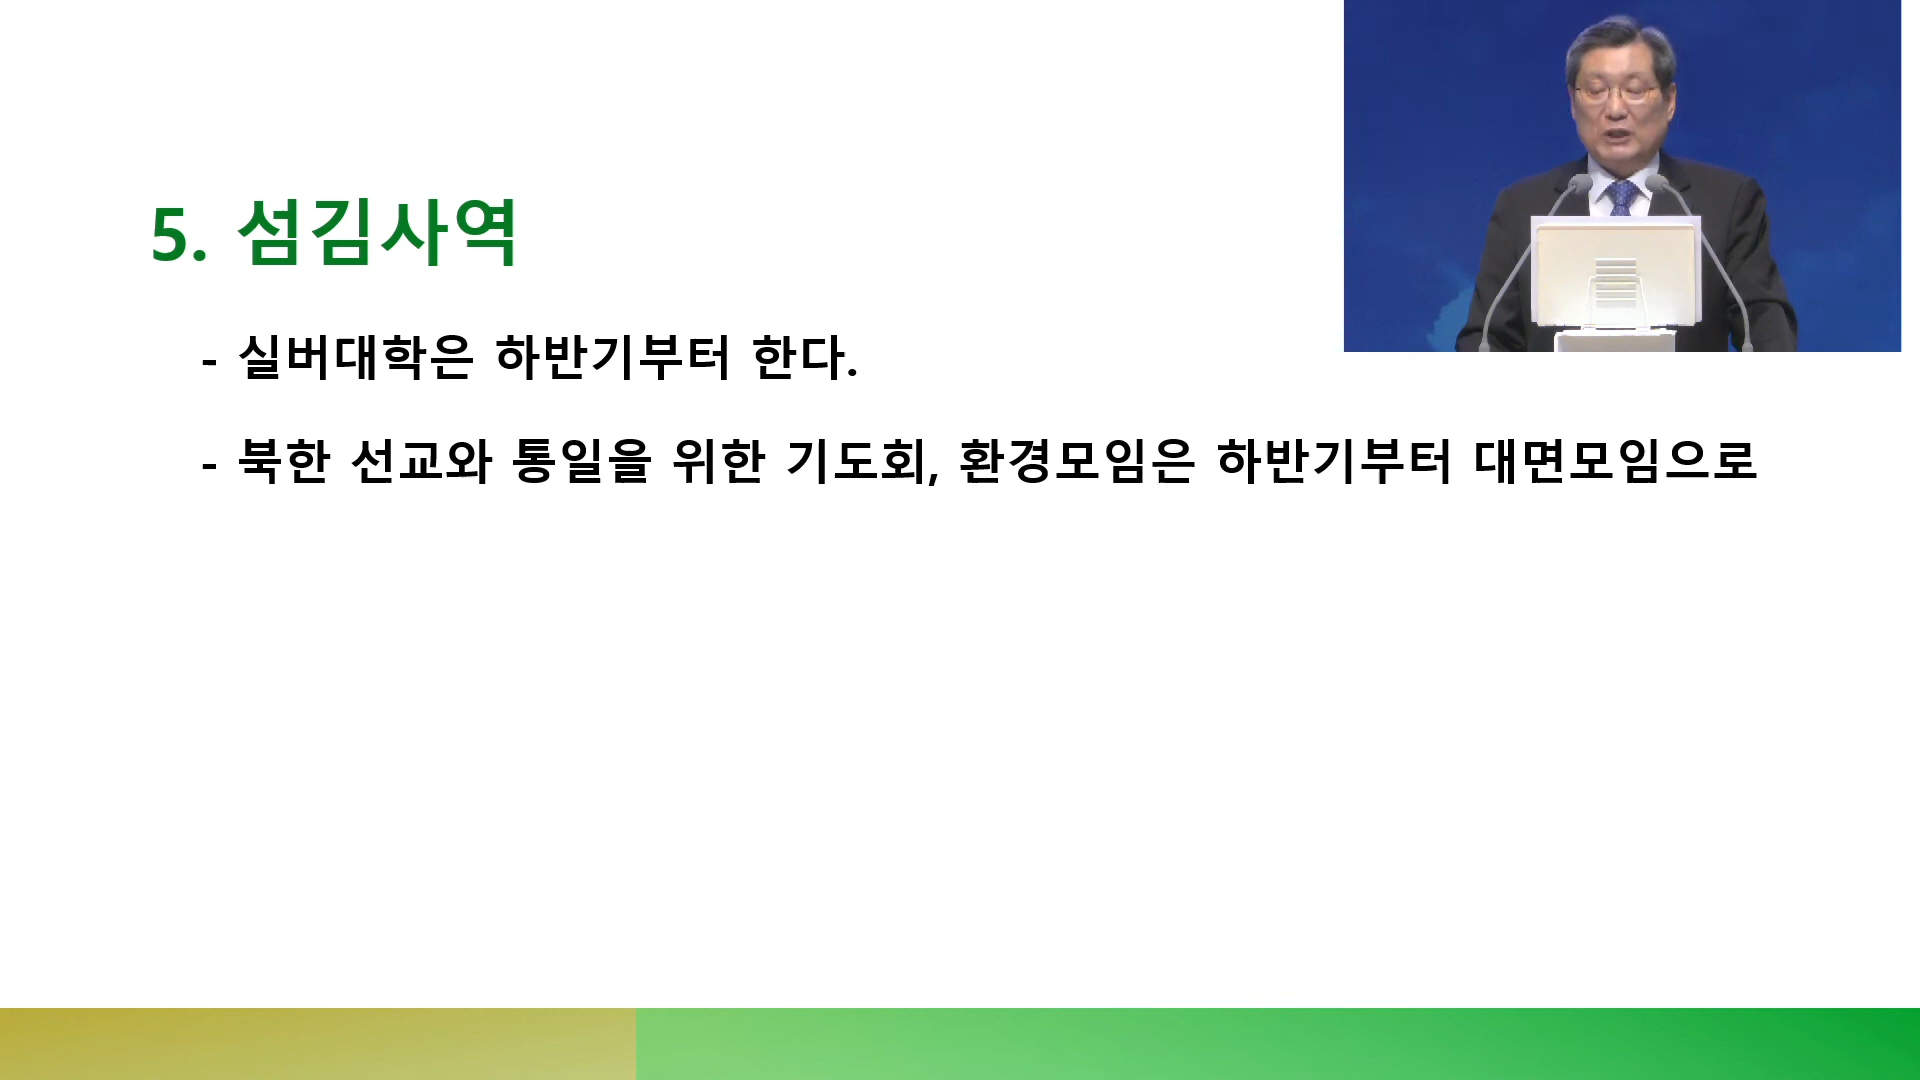 5. 섬김사역
- 실버대학은 하반기부터 한다.
- 북한 선교와 통일을 위한 기도회, 환경모임은 하반기부터 대면모임으로